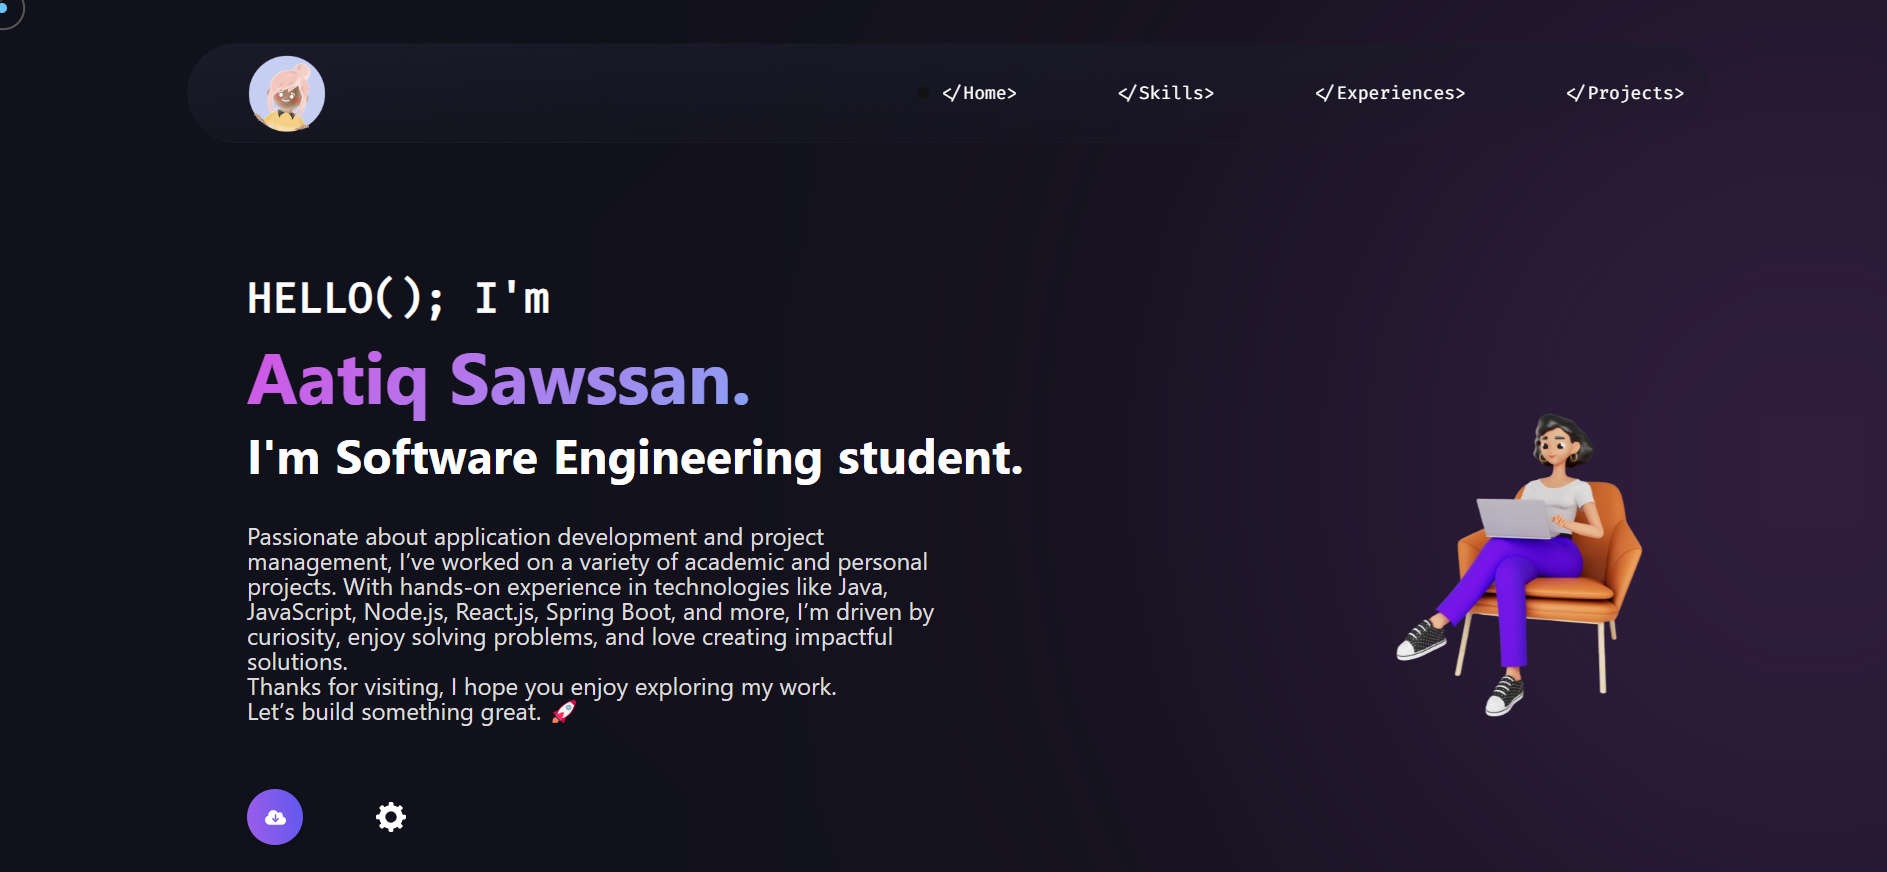 </Home>
</Skills>
</Experiences>
</Projects>
HELLO(); I'm
Aatiq Sawssan.
I'm Software Engineering student.
Passionate about application development and project
management, I’ve worked on a variety of academic and personal
projects. With hands-on experience in technologies like Java,
JavaScript, Node.js, React.js, Spring Boot, and more, I’m driven by
curiosity, enjoy solving problems, and love creating impactful
solutions.
Thanks for visiting, I hope you enjoy exploring my work.
Let’s build something great. 🚀